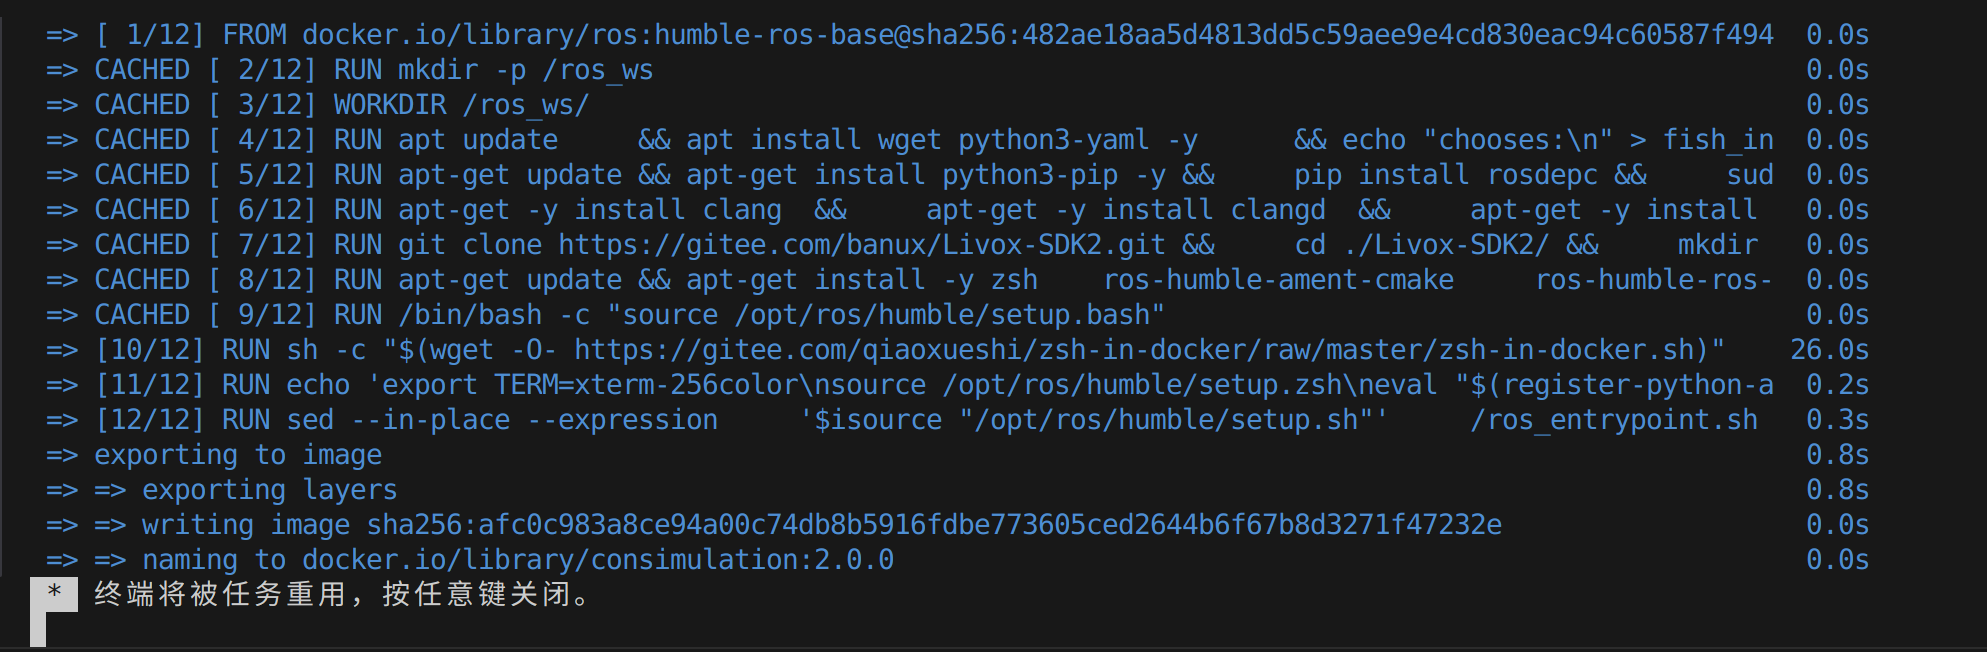 => [ 1/12] FROM docker.io/library/ros:humble-ros-base@sha256:482ae18aa5d4813dd5c59aee9e4cd830eac94c60587f494 0.0s
=> CACHED [ 2/12] RUN mkdir -p /ros_ws 0.0s
=> CACHED [ 3/12] WORKDIR /ros_ws/ 0.0s
=> CACHED [ 4/12] RUN apt update     && apt install wget python3-yaml -y      && echo "chooses:\n" > fish_in 0.0s
=> CACHED [ 5/12] RUN apt-get update && apt-get install python3-pip -y &&     pip install rosdepc &&     sud 0.0s
=> CACHED [ 6/12] RUN apt-get -y install clang  &&     apt-get -y install clangd  &&     apt-get -y install 0.0s
=> CACHED [ 7/12] RUN git clone https://gitee.com/banux/Livox-SDK2.git &&     cd ./Livox-SDK2/ &&     mkdir 0.0s
=> CACHED [ 8/12] RUN apt-get update && apt-get install -y zsh    ros-humble-ament-cmake     ros-humble-ros- 0.0s
=> CACHED [ 9/12] RUN /bin/bash -c "source /opt/ros/humble/setup.bash" 0.0s
=> [10/12] RUN sh -c "$(wget -O- https://gitee.com/qiaoxueshi/zsh-in-docker/raw/master/zsh-in-docker.sh)" 26.0s
=> [11/12] RUN echo 'export TERM=xterm-256color\nsource /opt/ros/humble/setup.zsh\neval "$(register-python-a 0.2s
=> [12/12] RUN sed --in-place --expression     '$isource "/opt/ros/humble/setup.sh"'     /ros_entrypoint.sh 0.3s
=> exporting to image 0.8s
=> => exporting layers 0.8s
=> => writing image sha256:afc0c983a8ce94a00c74db8b5916fdbe773605ced2644b6f67b8d3271f47232e 0.0s
=> => naming to docker.io/library/consimulation:2.0.0 0.0s
* 终端将被任务重用，按任意键关闭。